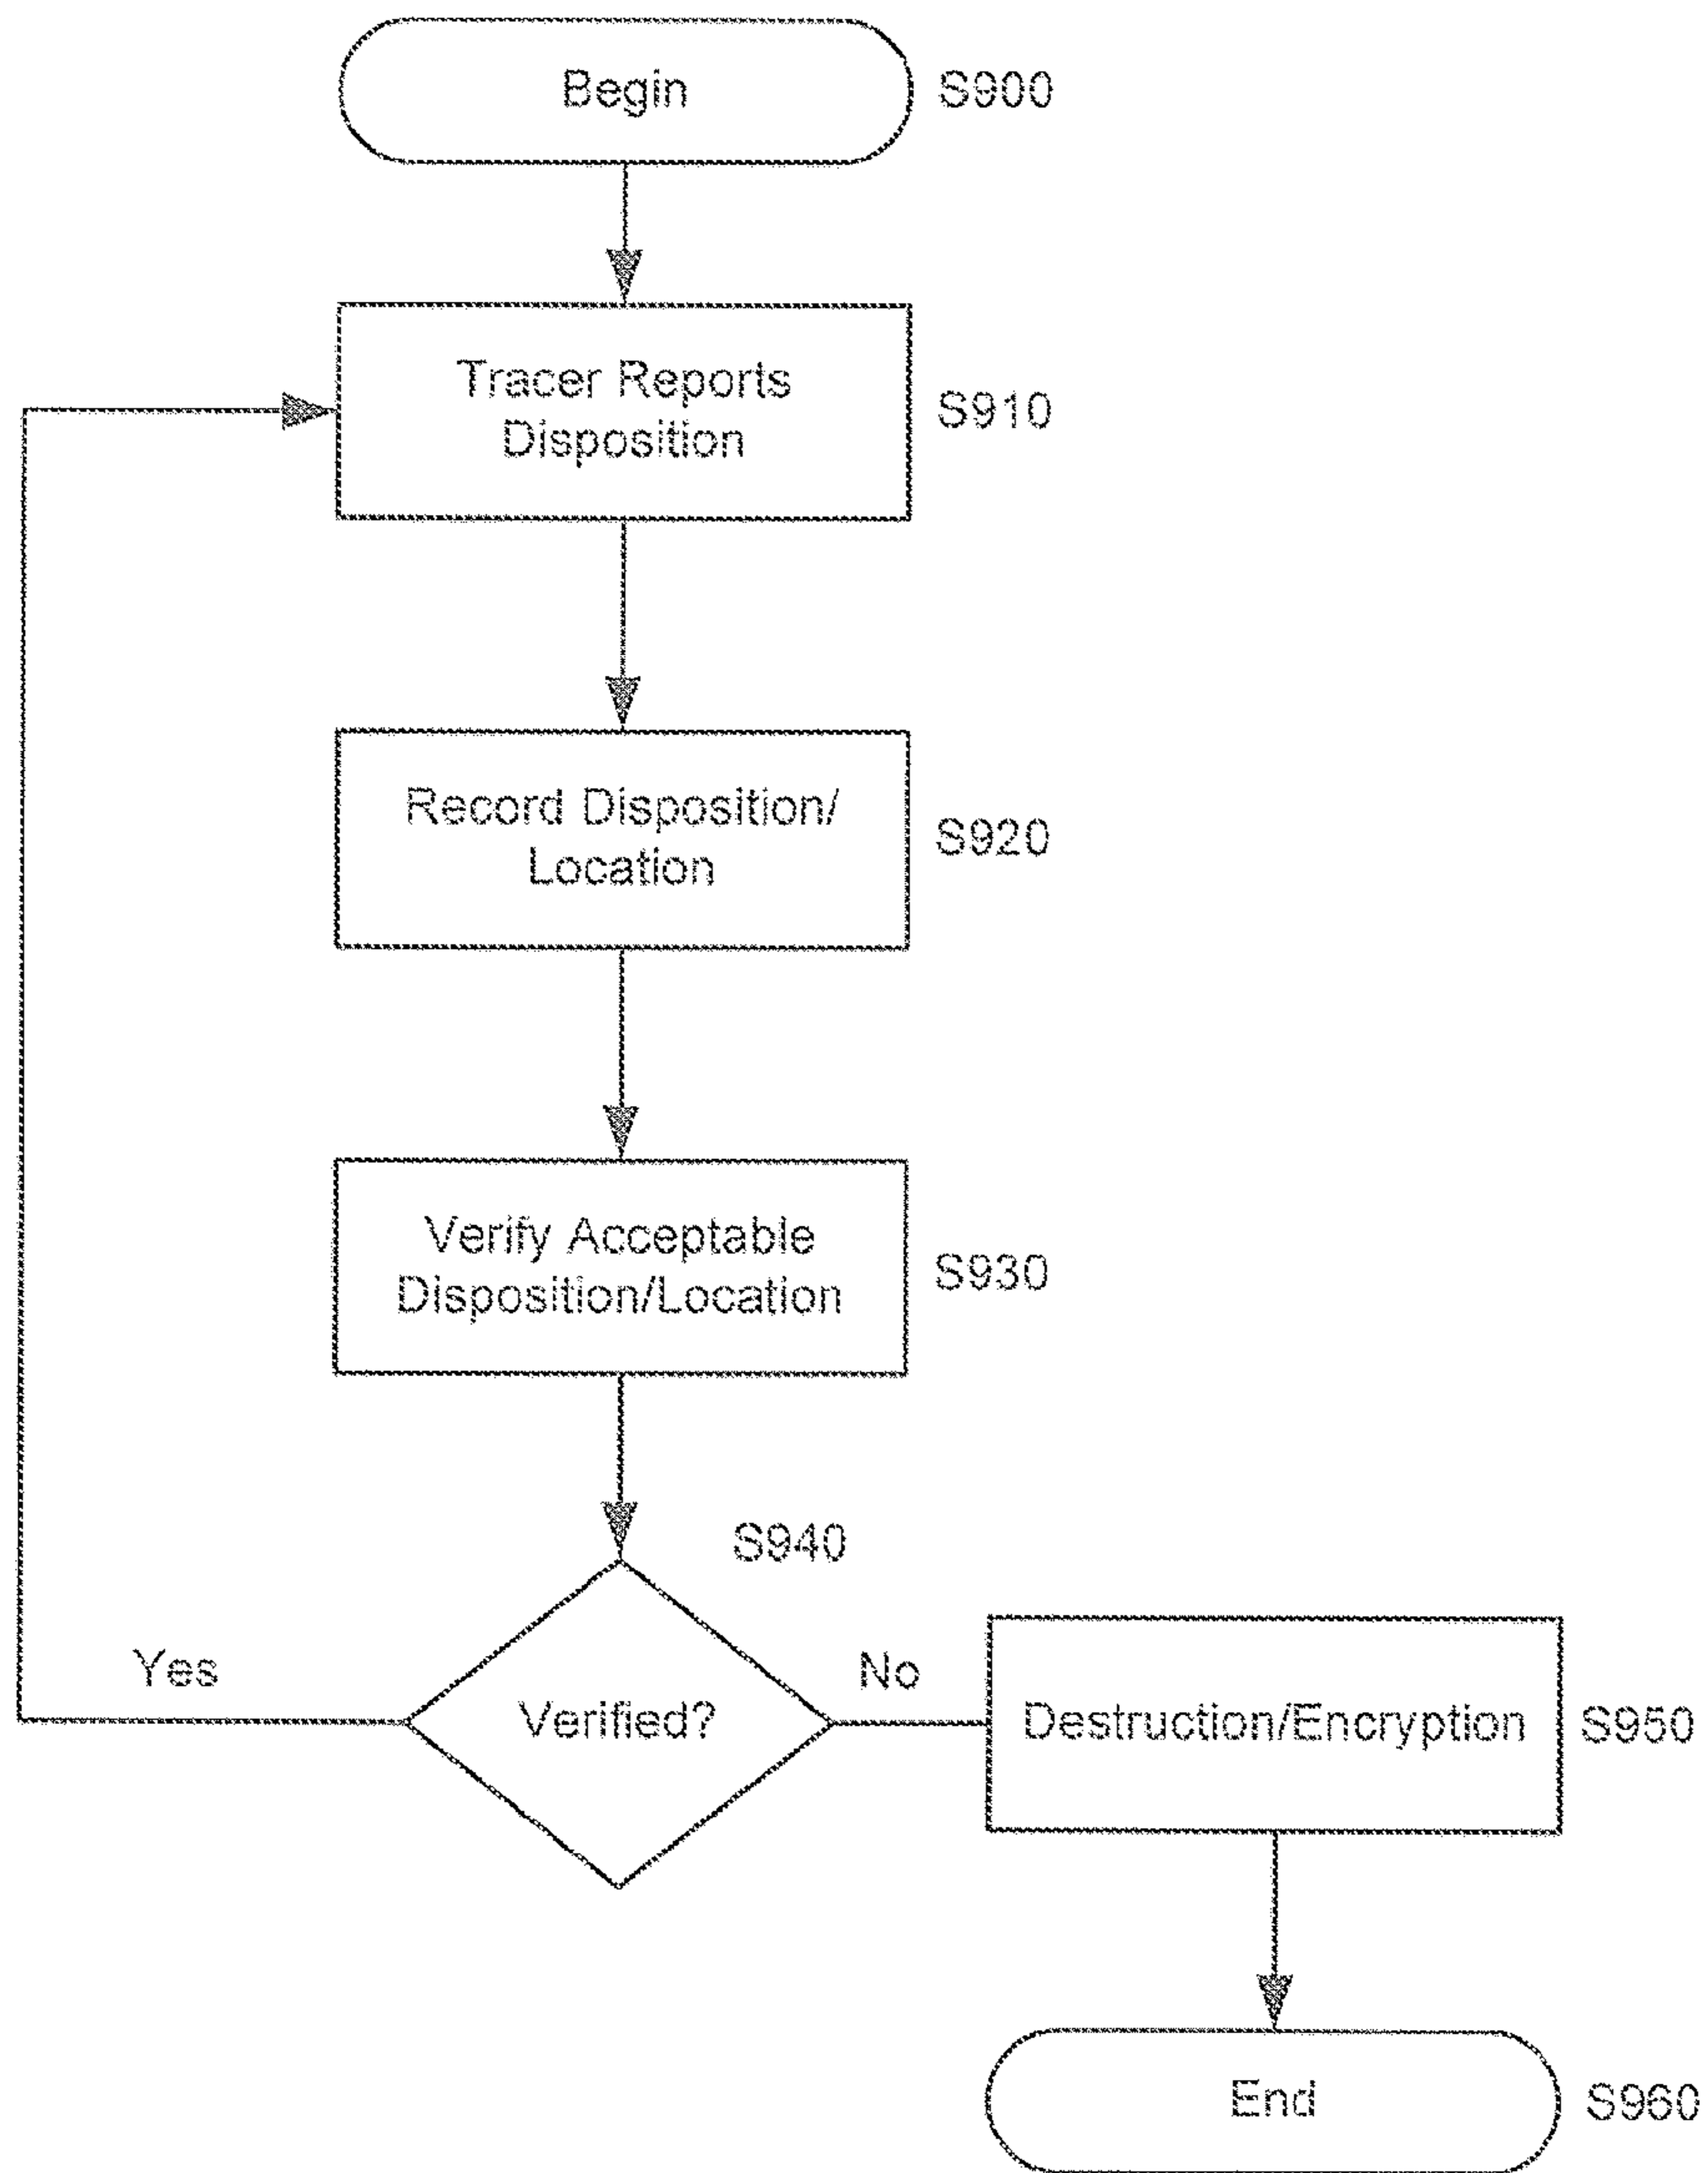 Begin
S900
Tracer Reports
Disposition
S910
Record Disposition/
Location
S920
Verify Acceptable
Disposition/Location
S930
S940
Yes
Verified?
No
Destruction/Encryption
S950
End
S960